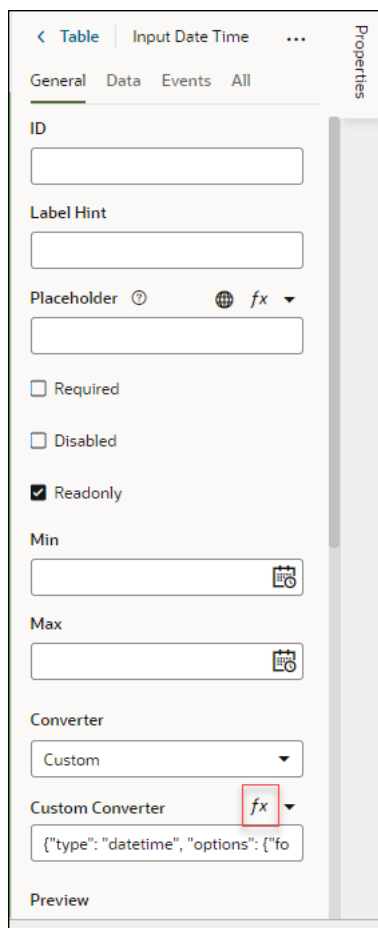 Table Input Date Time ...
Properties
General Data Events All
ID
Label Hint
Placeholder ? fx
Required
Disabled
Readonly
Min
Max
Converter
Custom
Custom Converter fx
{"type": "datetime", "options": {"fo
Preview